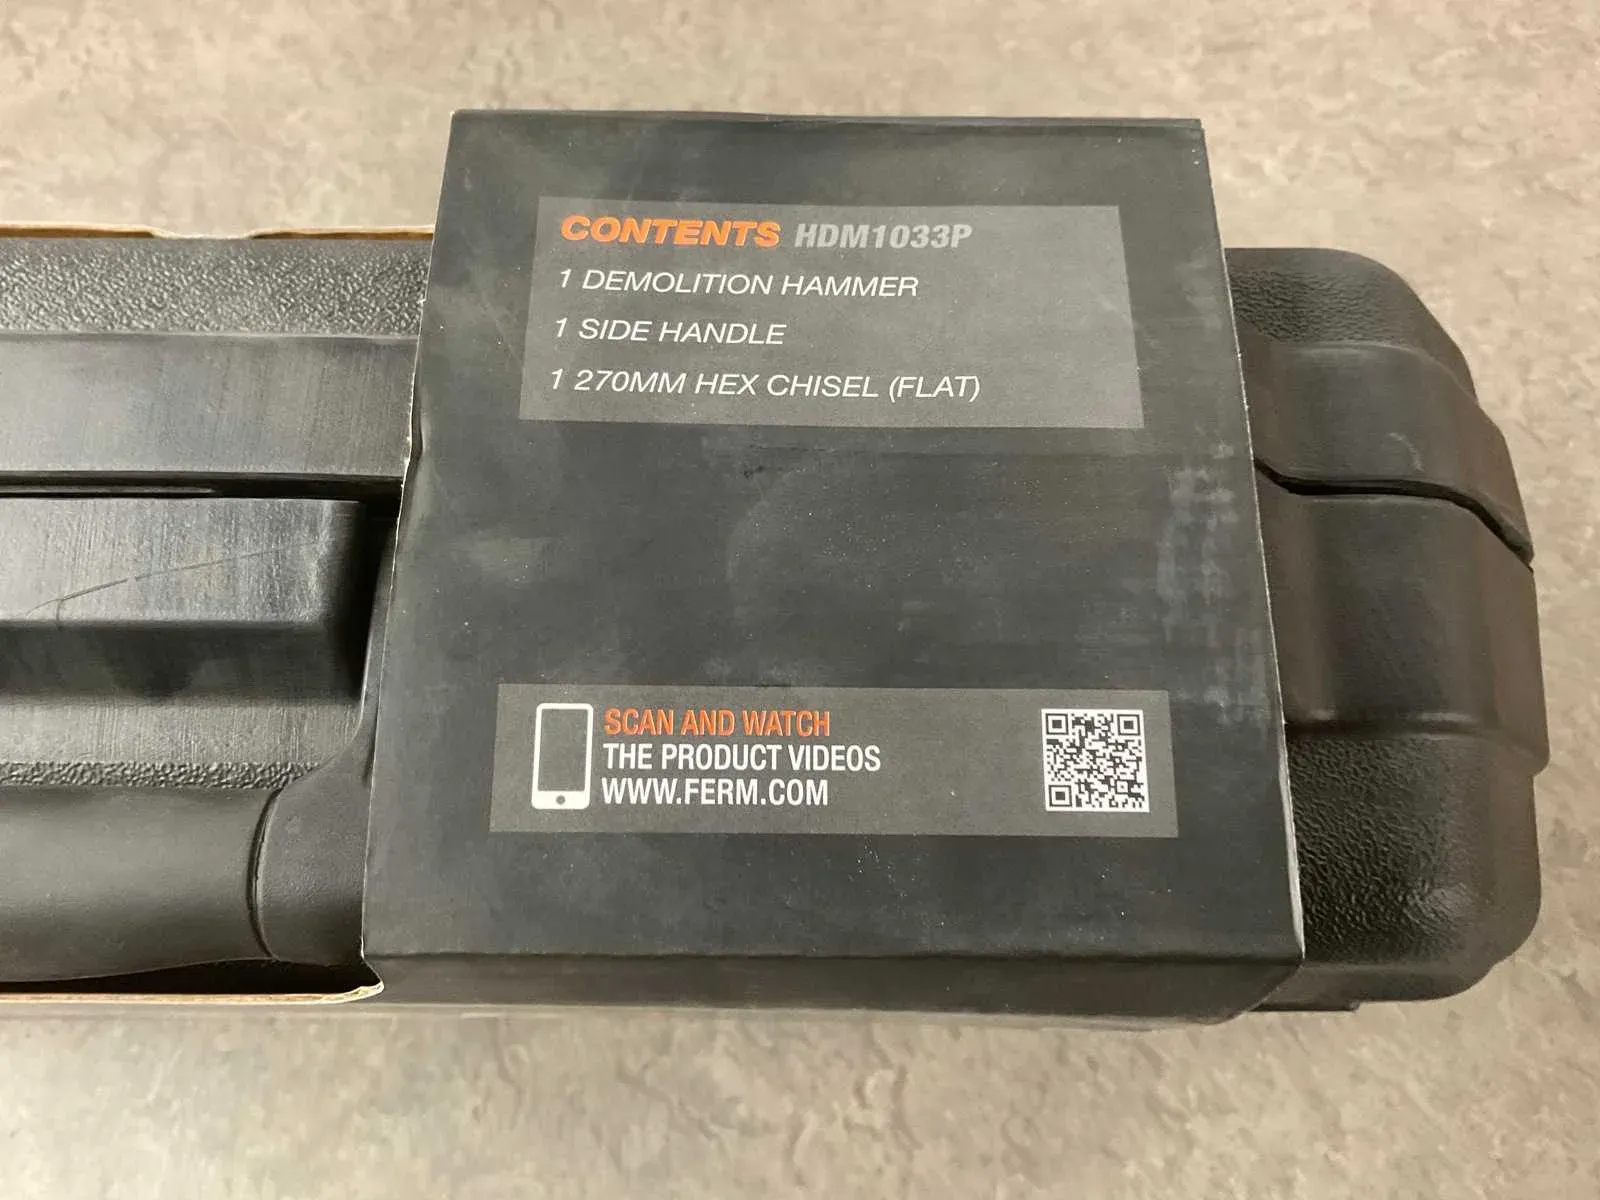 CONTENTS HDM1033P
1 DEMOLITION HAMMER
1 SIDE HANDLE
1 270MM HEX CHISEL (FLAT)
SCAN AND WATCH
THE PRODUCT VIDEOS
WWW.FERM.COM